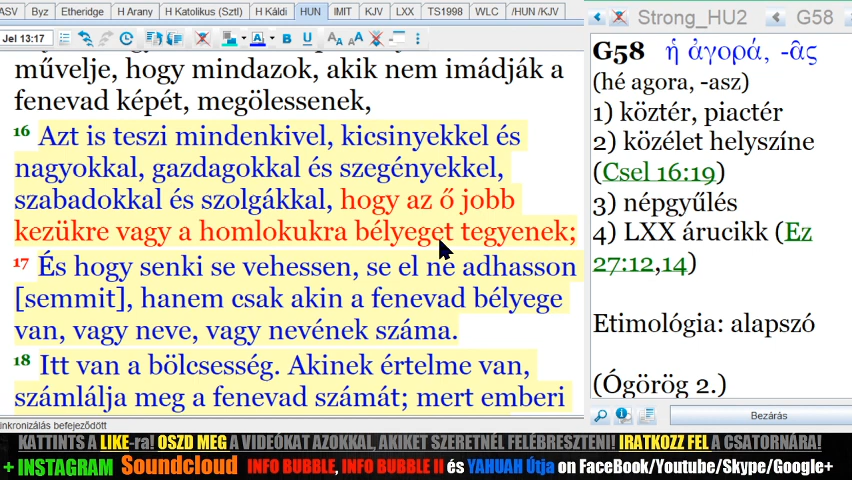 ASV Byz Etheridge H Arany H Katolikus (Sztl) H Káldi HUN IMIT KJV LXX TS1998 WLC /HUN /KJV
Jel 13:17
művelje, hogy mindazok, akik nem imádják a
fenevad képét, megölessenek,
16 Azt is teszi mindenkivel, kicsinyekkel és
nagyokkal, gazdagokkal és szegényekkel,
szabadokkal és szolgákkal, hogy az ő jobb
kezükre vagy a homlokukra bélyeget tegyenek;
17 És hogy senki se vehessen, se el ne adhasson
[semmit], hanem csak akin a fenevad bélyege
van, vagy neve, vagy nevének száma.
18 Itt van a bölcsesség. Akinek értelme van,
számlálja meg a fenevad számát; mert emberi
inkronizálás befejeződött
Strong_HU2 G58
G58 ἡ ἀγορά, -ᾶς
(hé agora, -asz)
1) köztér, piactér
2) közélet helyszíne
(Csel 16:19)
3) népgyűlés
4) LXX árucikk (Ez
27:12,14)
Etimológia: alapszó
(Ógörög 2.)
Bezárás
KATTINTS A LIKE-ra! OSZD MEG A VIDEÓKAT AZOKKAL, AKIKET SZERETNÉL FELÉBRESZTENI! IRATKOZZ FEL A CSATORNÁRA!
+ INSTAGRAM Soundcloud INFO BUBBLE, INFO BUBBLE II és YAHUAH Útja on FaceBook/Youtube/Skype/Google+